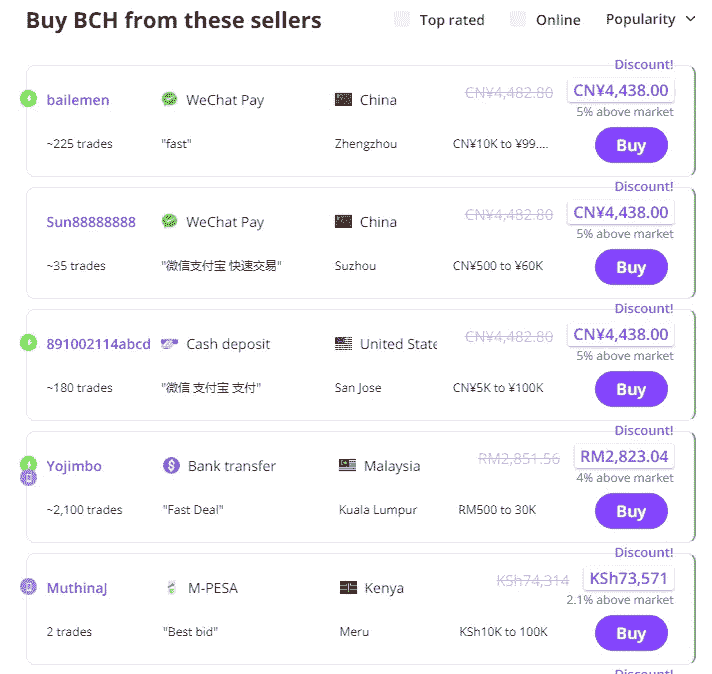 Buy BCH from these sellers
Top rated
Online
Popularity
Discount!
bailemen
WeChat Pay
China
CN¥4,482.80
CN¥4,438.00
5% above market
~225 trades
"fast"
Zhengzhou
CN¥10K to ¥99....
Buy
Discount!
Sun88888888
WeChat Pay
China
CN¥4,482.80
CN¥4,438.00
5% above market
~35 trades
"微信支付宝 快速交易"
Suzhou
CN¥500 to ¥60K
Buy
Discount!
891002114abcd
Cash deposit
United State
CN¥4,482.80
CN¥4,438.00
5% above market
~180 trades
"微信 支付宝 支付"
San Jose
CN¥5K to ¥100K
Buy
Discount!
Yojimbo
Bank transfer
Malaysia
RM2,851.56
RM2,823.04
4% above market
~2,100 trades
"Fast Deal"
Kuala Lumpur
RM500 to 30K
Buy
Discount!
MuthinaJ
M-PESA
Kenya
KSh74,314
KSh73,571
2.1% above market
2 trades
"Best bid"
Meru
KSh10K to 100K
Buy
Discount!